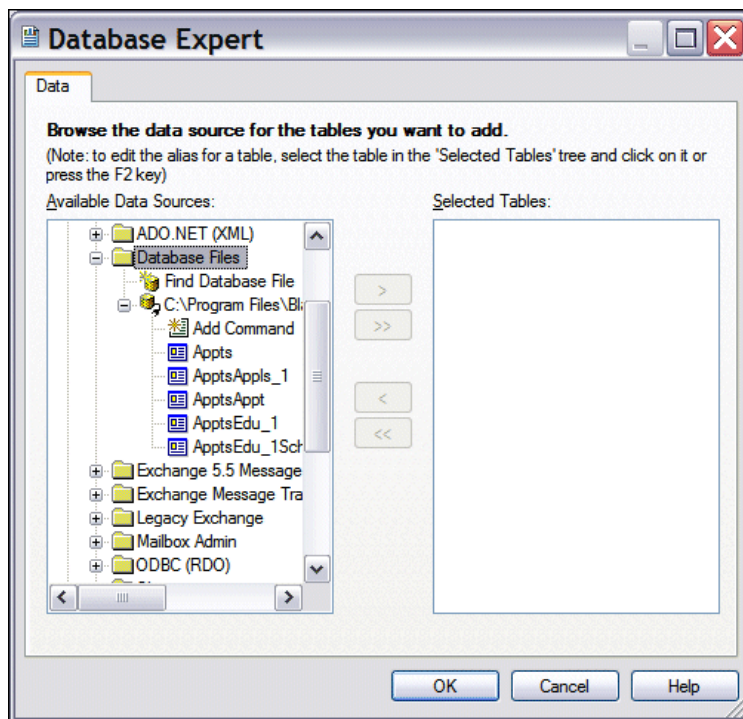 Database Expert
Data
Browse the data source for the tables you want to add.
(Note: to edit the alias for a table, select the table in the 'Selected Tables' tree and click on it or
press the F2 key)
Available Data Sources:
Selected Tables:
ADO.NET (XML)
Database Files
Find Database File
C:\Program Files\Bla
Add Command
Appts
ApptsAppls_1
ApptsAppt
ApptsEdu_1
ApptsEdu_1Sch
Exchange 5.5 Message
Exchange Message Tra
Legacy Exchange
Mailbox Admin
ODBC (RDO)
>
>>
<
<<
OK
Cancel
Help